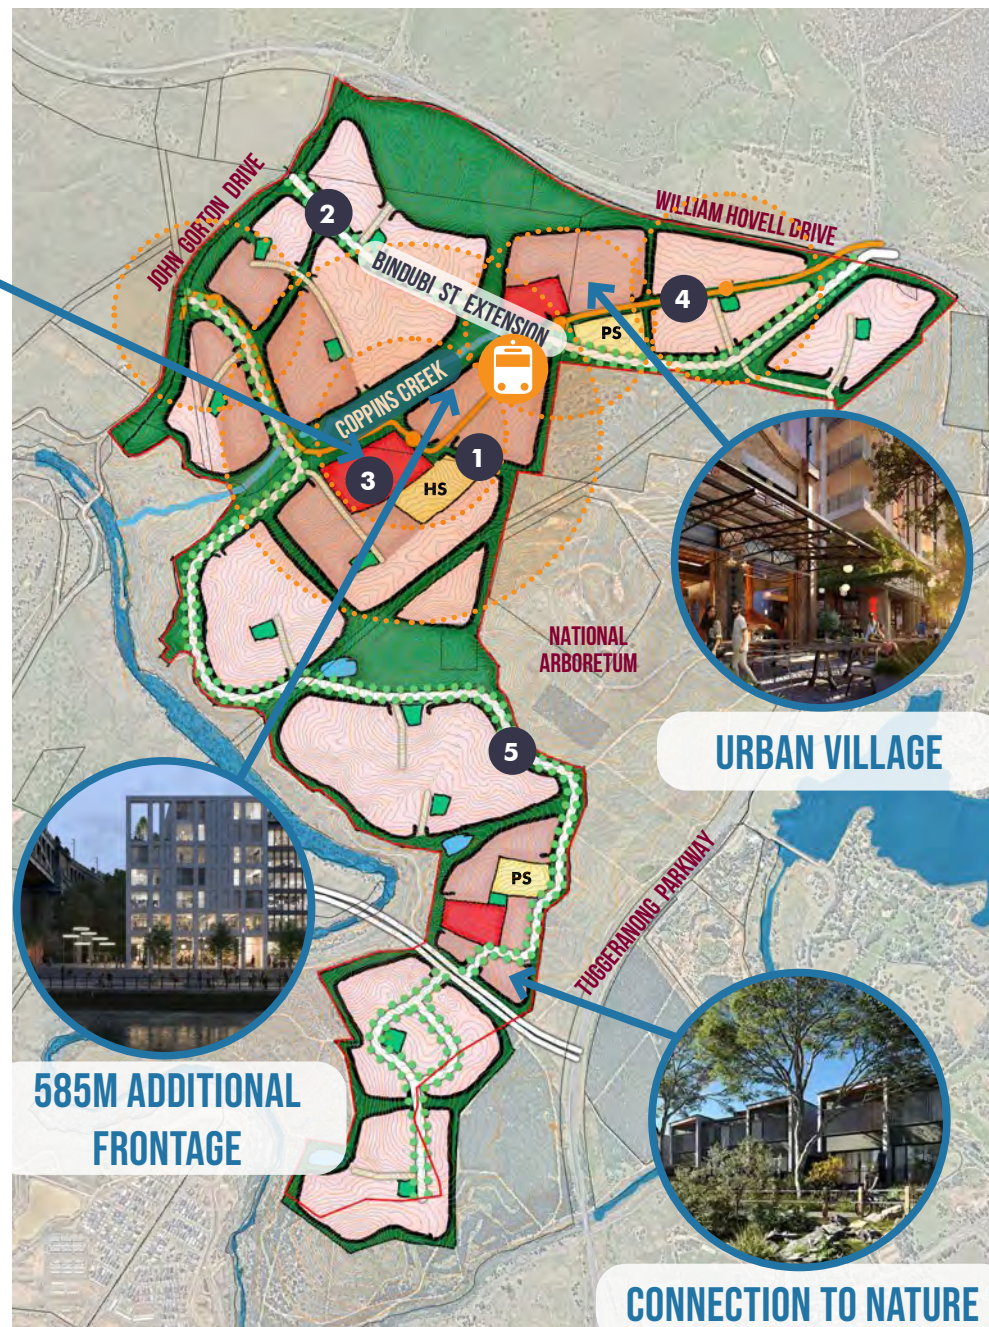 JOHN GORTON DRIVE
WILLIAM HOVELL DRIVE
2
BINDUBI ST EXTENSION
4
PS
COPPINS CREEK
1
3
HS
NATIONAL
ARBORETUM
URBAN VILLAGE
5
PS
TUGGERANONG PARKWAY
585M ADDITIONAL
FRONTAGE
CONNECTION TO NATURE